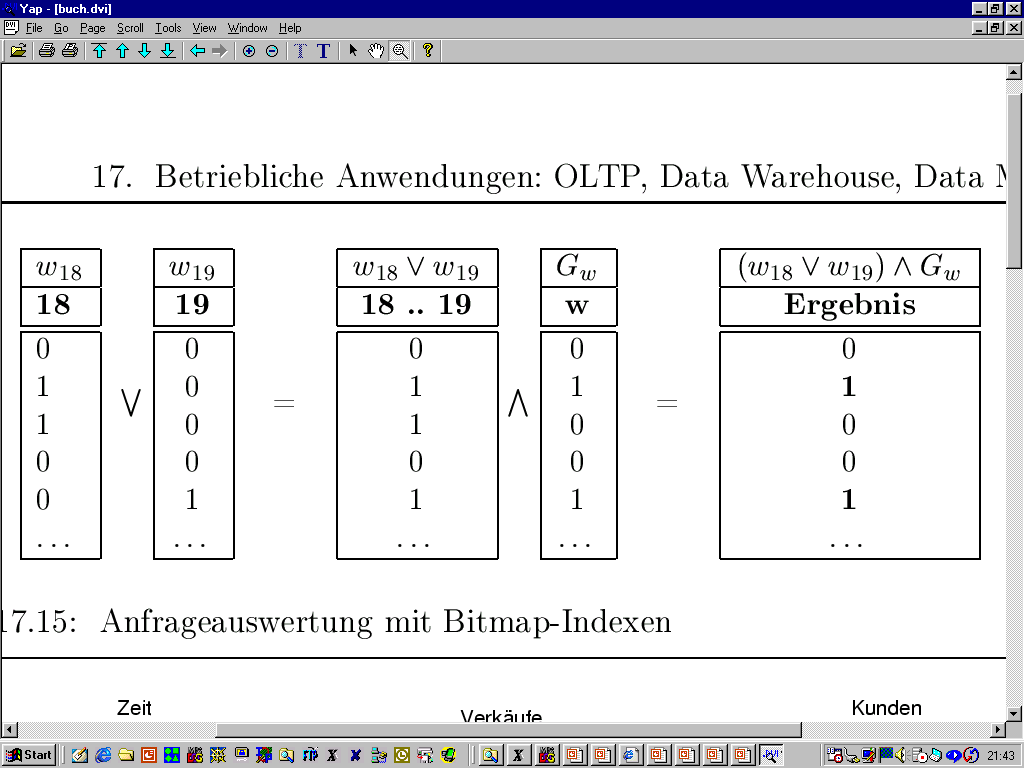 Yap - [buch.dvi]
File Go Page Scroll Tools View Window Help
17. Betriebliche Anwendungen: OLTP, Data Warehouse, Data
w₁₈ w₁₉ w₁₈ ∨ w₁₉ G_w (w₁₈ ∨ w₁₉) ∧ G_w
18 19 18 .. 19 w Ergebnis
0 0 0 0 0
1 0 1 1 1
∨ = ∧ =
1 0 1 0 0
0 0 0 0 0
0 1 1 1 1
... ... ... ... ...
17.15: Anfrageauswertung mit Bitmap-Indexen
Zeit Verkäufe Kunden
Start 21:43